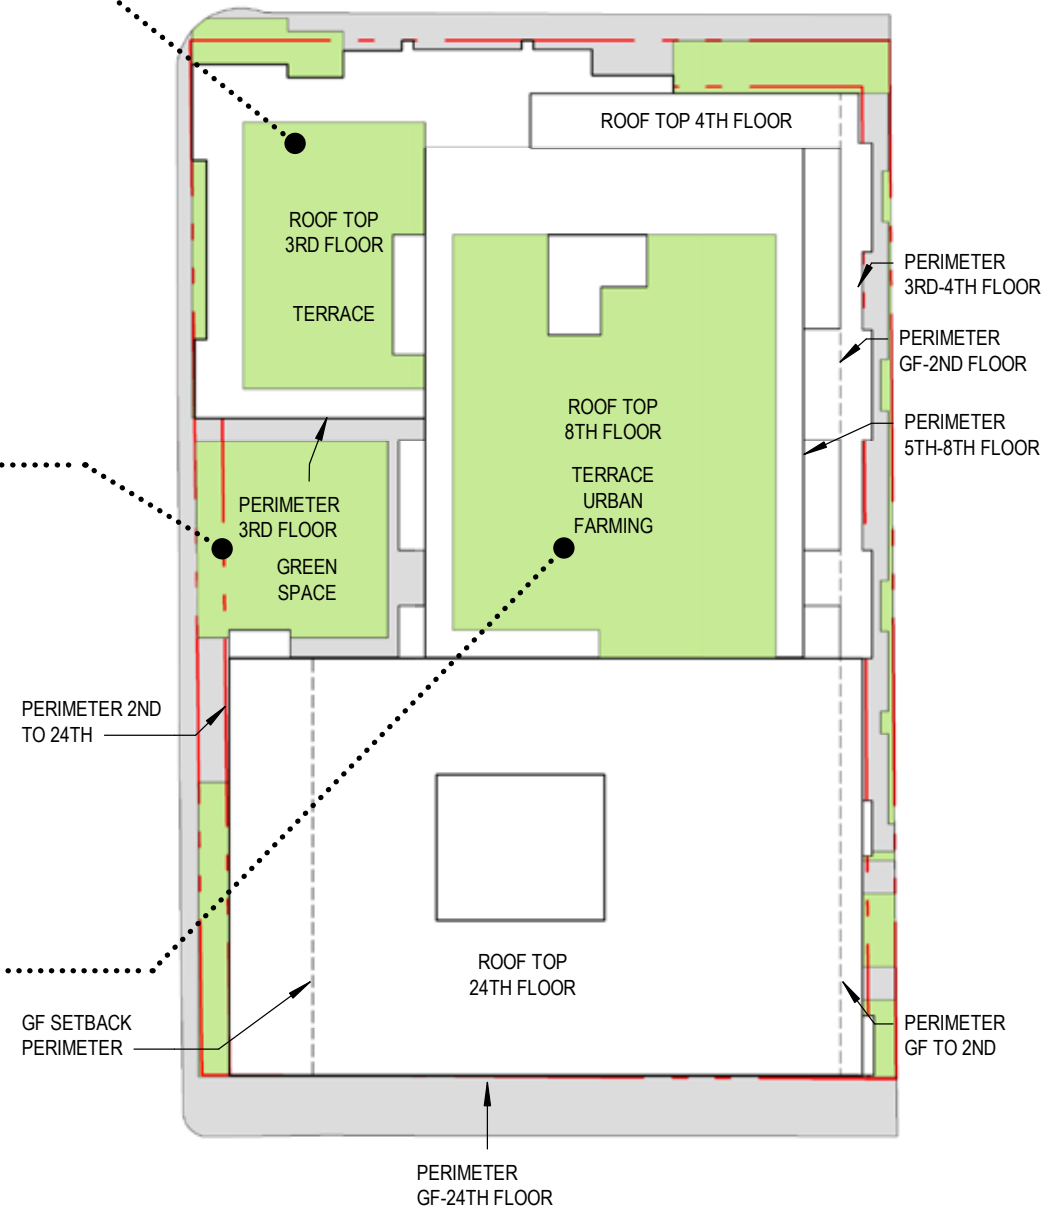 ROOF TOP 4TH FLOOR
ROOF TOP
3RD FLOOR
TERRACE
PERIMETER
3RD-4TH FLOOR
PERIMETER
GF-2ND FLOOR
PERIMETER
5TH-8TH FLOOR
ROOF TOP
8TH FLOOR
TERRACE
URBAN
FARMING
PERIMETER
3RD FLOOR
GREEN
SPACE
PERIMETER 2ND
TO 24TH
ROOF TOP
24TH FLOOR
GF SETBACK
PERIMETER
PERIMETER
GF TO 2ND
PERIMETER
GF-24TH FLOOR